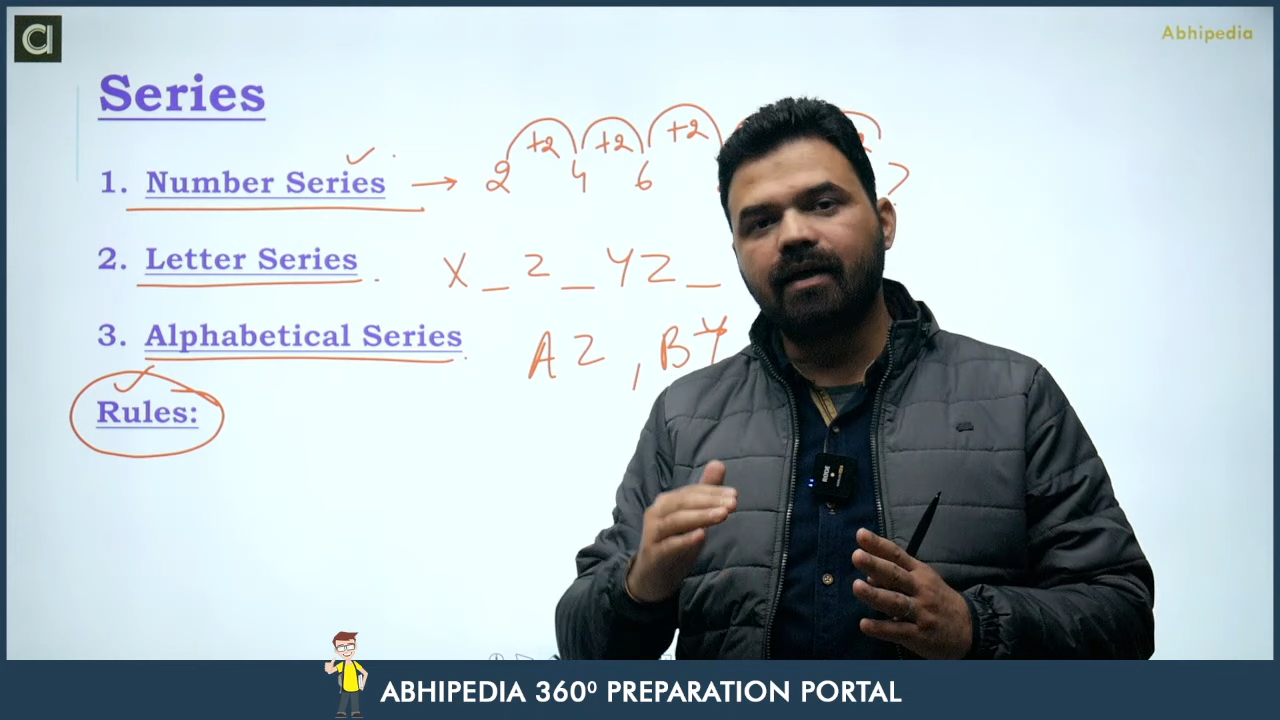 Abhipedia
Series
+2 +2 +2 2
1. Number Series → 2 4 6 ?
2. Letter Series . X _ Z _ Y Z _
3. Alphabetical Series . A Z , B Y
Rules:
ABHIPEDIA 360⁰ PREPARATION PORTAL